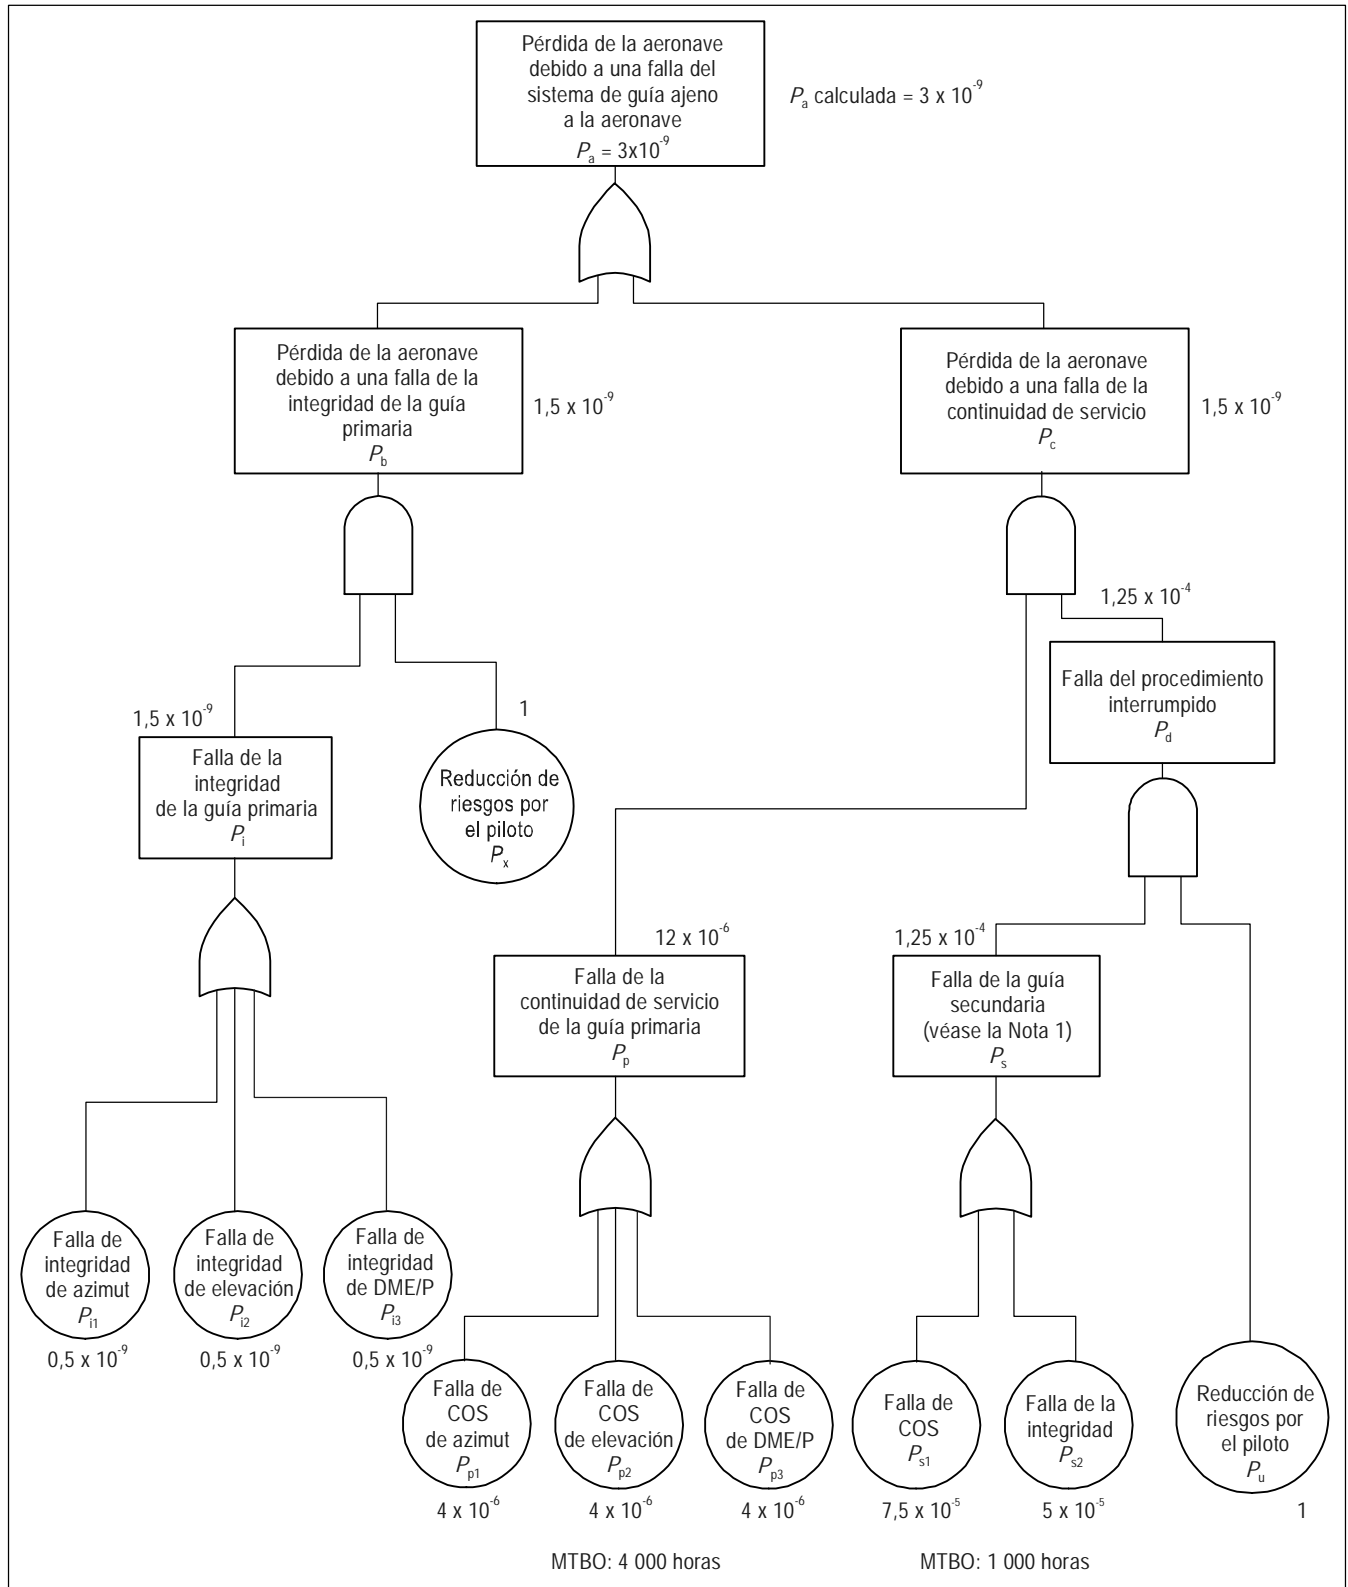 Pérdida de la aeronave
debido a una falla del
sistema de guía ajeno
a la aeronave
Pa = 3x10⁻⁹
Pa calculada = 3 x 10⁻⁹
Pérdida de la aeronave
debido a una falla de la
integridad de la guía
primaria
Pb
1,5 x 10⁻⁹
Pérdida de la aeronave
debido a una falla de la
continuidad de servicio
Pc
1,5 x 10⁻⁹
1,25 x 10⁻⁴
Falla del procedimiento
interrumpido
Pd
1,5 x 10⁻⁹
Falla de la
integridad
de la guía primaria
Pi
1
Reducción de
riesgos por
el piloto
Px
12 x 10⁻⁶
Falla de la
continuidad de servicio
de la guía primaria
Pp
1,25 x 10⁻⁴
Falla de la guía
secundaria
(véase la Nota 1)
Ps
Falla de
integridad
de azimut
Pi1
0,5 x 10⁻⁹
Falla de
integridad
de elevación
Pi2
0,5 x 10⁻⁹
Falla de
integridad
de DME/P
Pi3
0,5 x 10⁻⁹
Falla de
COS
de azimut
Pp1
4 x 10⁻⁶
Falla de
COS
de elevación
Pp2
4 x 10⁻⁶
Falla de
COS
de DME/P
Pp3
4 x 10⁻⁶
Falla de
COS
Ps1
7,5 x 10⁻⁵
Falla de la
integridad
Ps2
5 x 10⁻⁵
Reducción de
riesgos por
el piloto
Pu
1
MTBO: 4 000 horas
MTBO: 1 000 horas